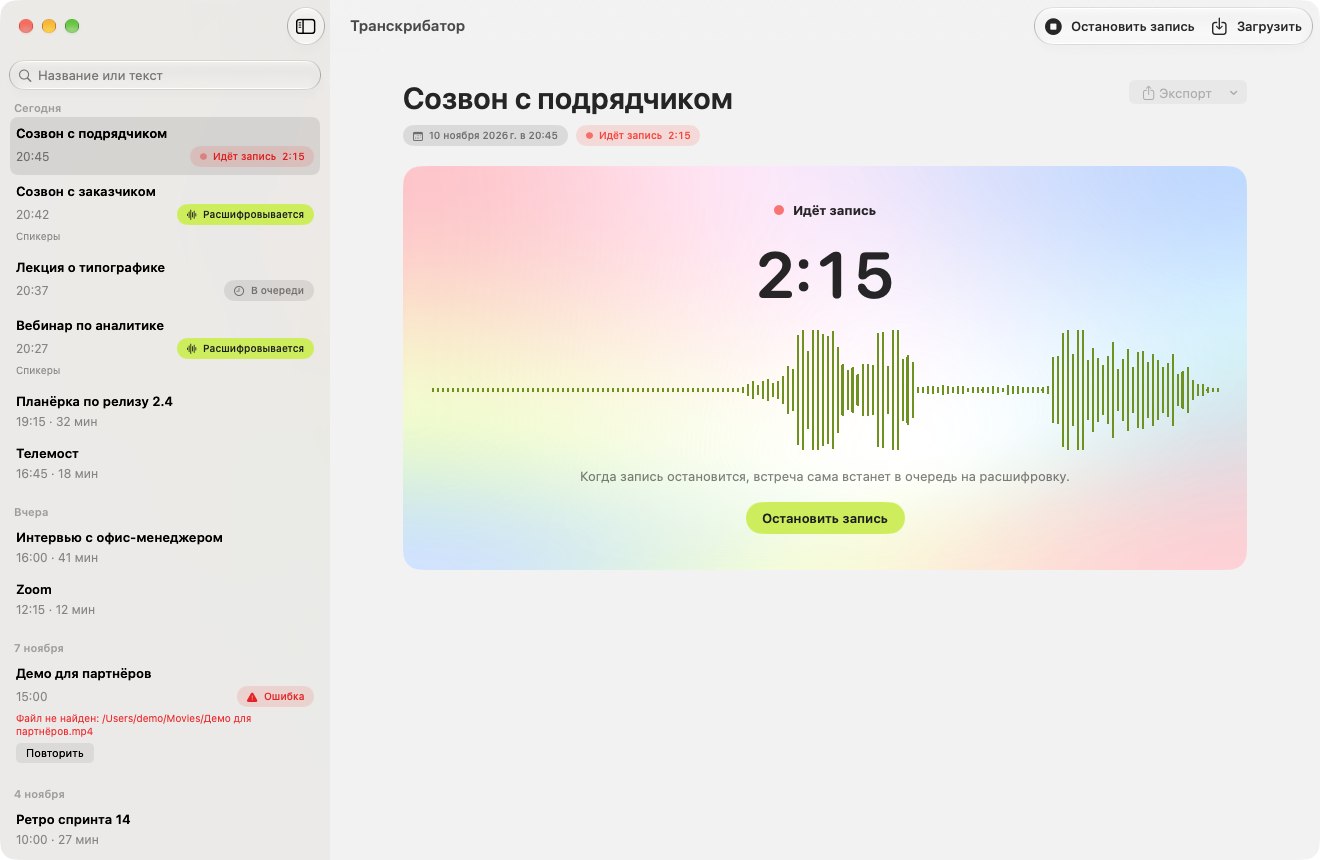 Транскрибатор
Остановить запись
Загрузить
Название или текст
Сегодня
Созвон с подрядчиком
20:45
Идёт запись 2:15
Созвон с заказчиком
20:42
Расшифровывается
Спикеры
Лекция о типографике
20:37
В очереди
Вебинар по аналитике
20:27
Расшифровывается
Спикеры
Планёрка по релизу 2.4
19:15 · 32 мин
Телемост
16:45 · 18 мин
Вчера
Интервью с офис-менеджером
16:00 · 41 мин
Zoom
12:15 · 12 мин
7 ноября
Демо для партнёров
15:00
Ошибка
Файл не найден: /Users/demo/Movies/Демо для
партнёров.mp4
Повторить
4 ноября
Ретро спринта 14
10:00 · 27 мин
Созвон с подрядчиком
Экспорт
10 ноября 2026 г. в 20:45
Идёт запись 2:15
Идёт запись
2:15
Когда запись остановится, встреча сама встанет в очередь на расшифровку.
Остановить запись